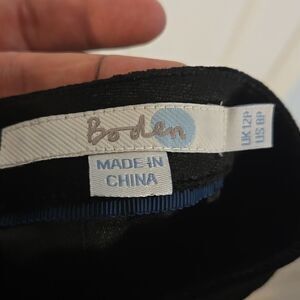 Boden
MADE IN
CHINA
UK 12P
US 8P